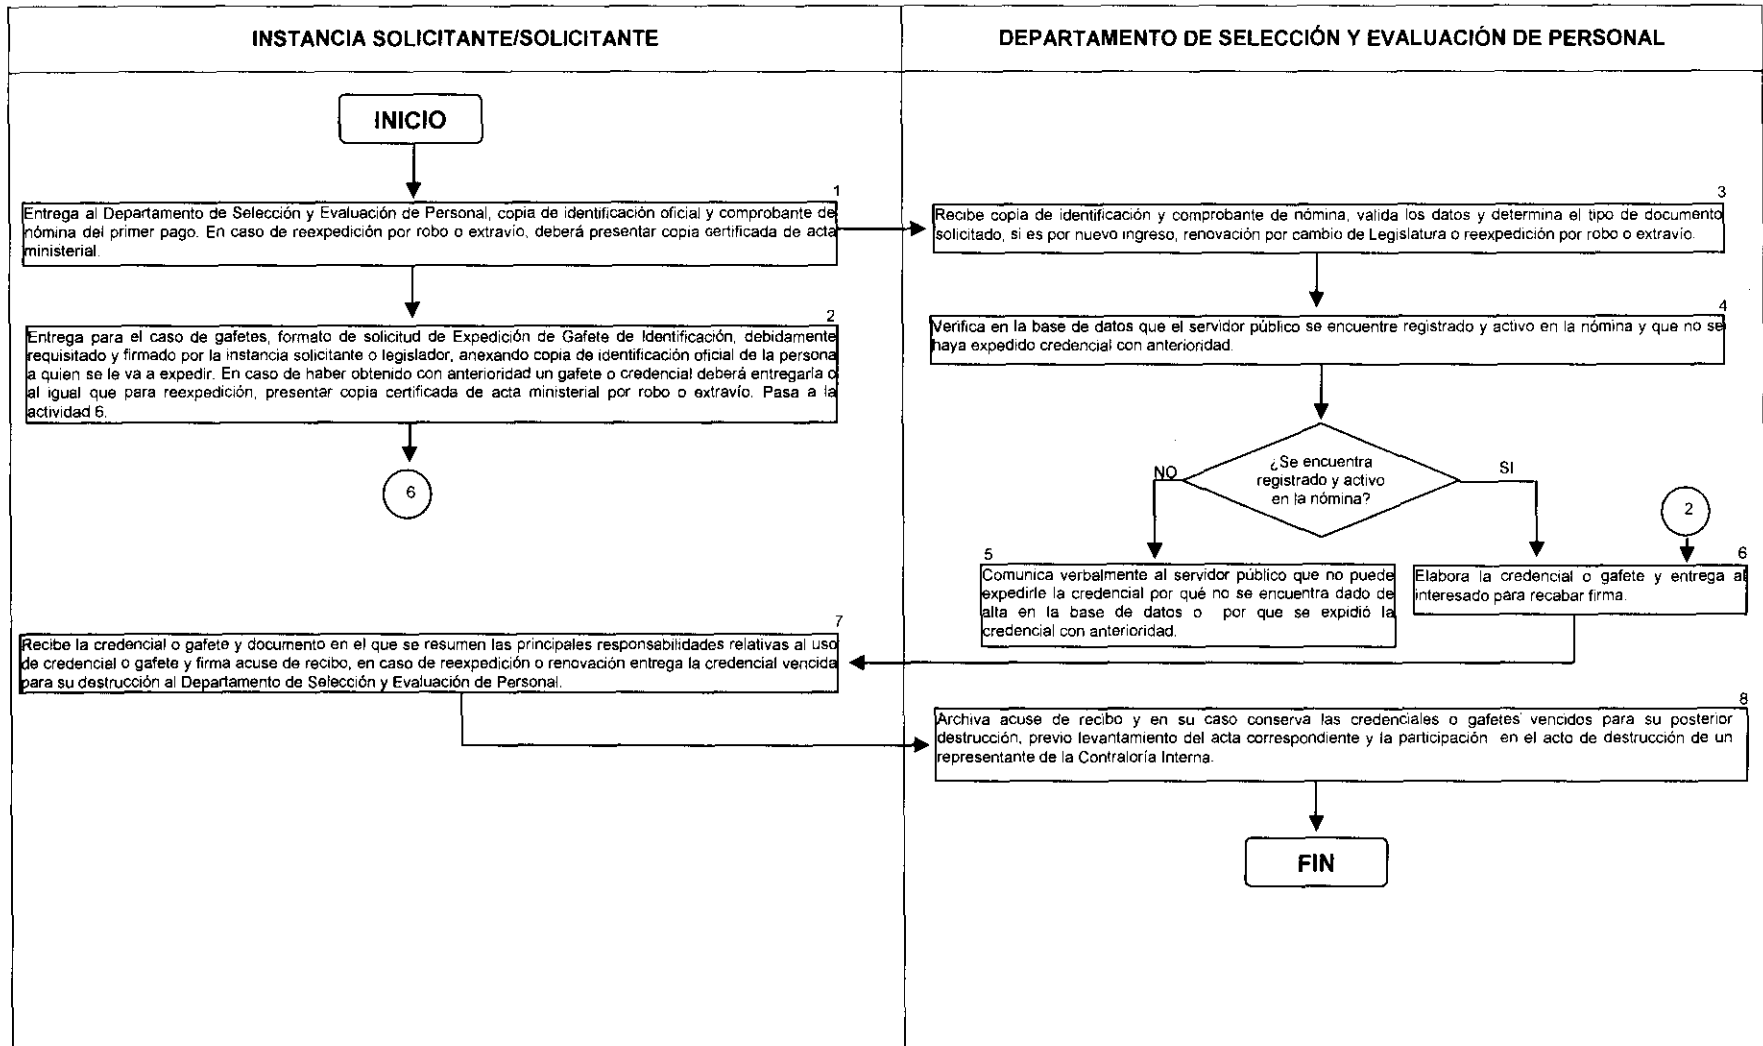 INSTANCIA SOLICITANTE/SOLICITANTE
DEPARTAMENTO DE SELECCIÓN Y EVALUACIÓN DE PERSONAL
INICIO
1
Entrega al Departamento de Selección y Evaluación de Personal, copia de identificación oficial y comprobante de
nómina del primer pago. En caso de reexpedición por robo o extravío, deberá presentar copia certificada de acta
ministerial.
2
Entrega para el caso de gafetes, formato de solicitud de Expedición de Gafete de Identificación, debidamente
requisitado y firmado por la instancia solicitante o legislador, anexando copia de identificación oficial de la persona
a quien se le va a expedir. En caso de haber obtenido con anterioridad un gafete o credencial deberá entregarla o
al igual que para reexpedición, presentar copia certificada de acta ministerial por robo o extravío. Pasa a la
actividad 6.
6
3
Recibe copia de identificación y comprobante de nómina, valida los datos y determina el tipo de documento
solicitado, si es por nuevo ingreso, renovación por cambio de Legislatura o reexpedición por robo o extravío.
4
Verifica en la base de datos que el servidor público se encuentre registrado y activo en la nómina y que no se
haya expedido credencial con anterioridad.
¿Se encuentra
registrado y activo
en la nómina?
NO
SI
2
5
Comunica verbalmente al servidor público que no puede
expedirle la credencial por qué no se encuentra dado de
alta en la base de datos o por que se expidió la
credencial con anterioridad.
6
Elabora la credencial o gafete y entrega al
interesado para recabar firma.
7
Recibe la credencial o gafete y documento en el que se resumen las principales responsabilidades relativas al uso
de credencial o gafete y firma acuse de recibo, en caso de reexpedición o renovación entrega la credencial vencida
para su destrucción al Departamento de Selección y Evaluación de Personal.
8
Archiva acuse de recibo y en su caso conserva las credenciales o gafetes vencidos para su posterior
destrucción, previo levantamiento del acta correspondiente y la participación en el acto de destrucción de un
representante de la Contraloría Interna.
FIN